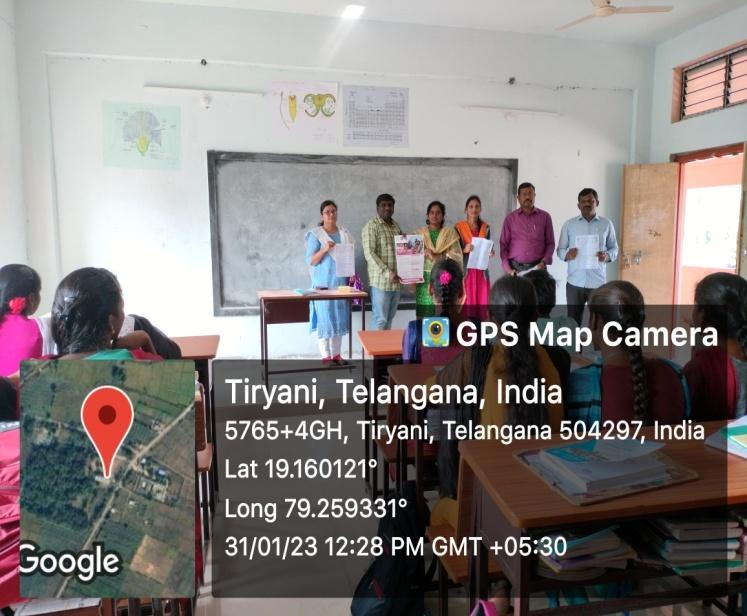 GPS Map Camera
Tiryani, Telangana, India
5765+4GH, Tiryani, Telangana 504297, India
Lat 19.160121°
Long 79.259331°
31/01/23 12:28 PM GMT +05:30
Google